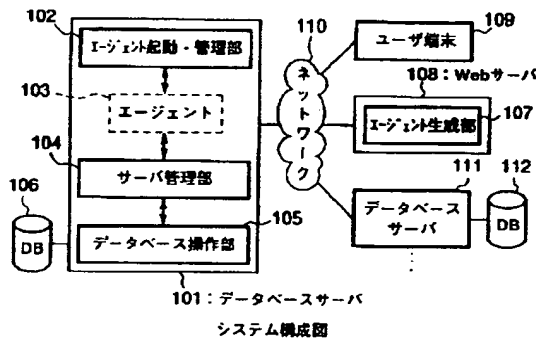 102
エージェント起動・管理部
103
エージェント
104
サーバ管理部
106
DB
105
データベース操作部
101:データベースサーバ
110
ネットワーク
109
ユーザ端末
108:Webサーバ
107
エージェント生成部
111
データベース
サーバ
112
DB
システム構成図